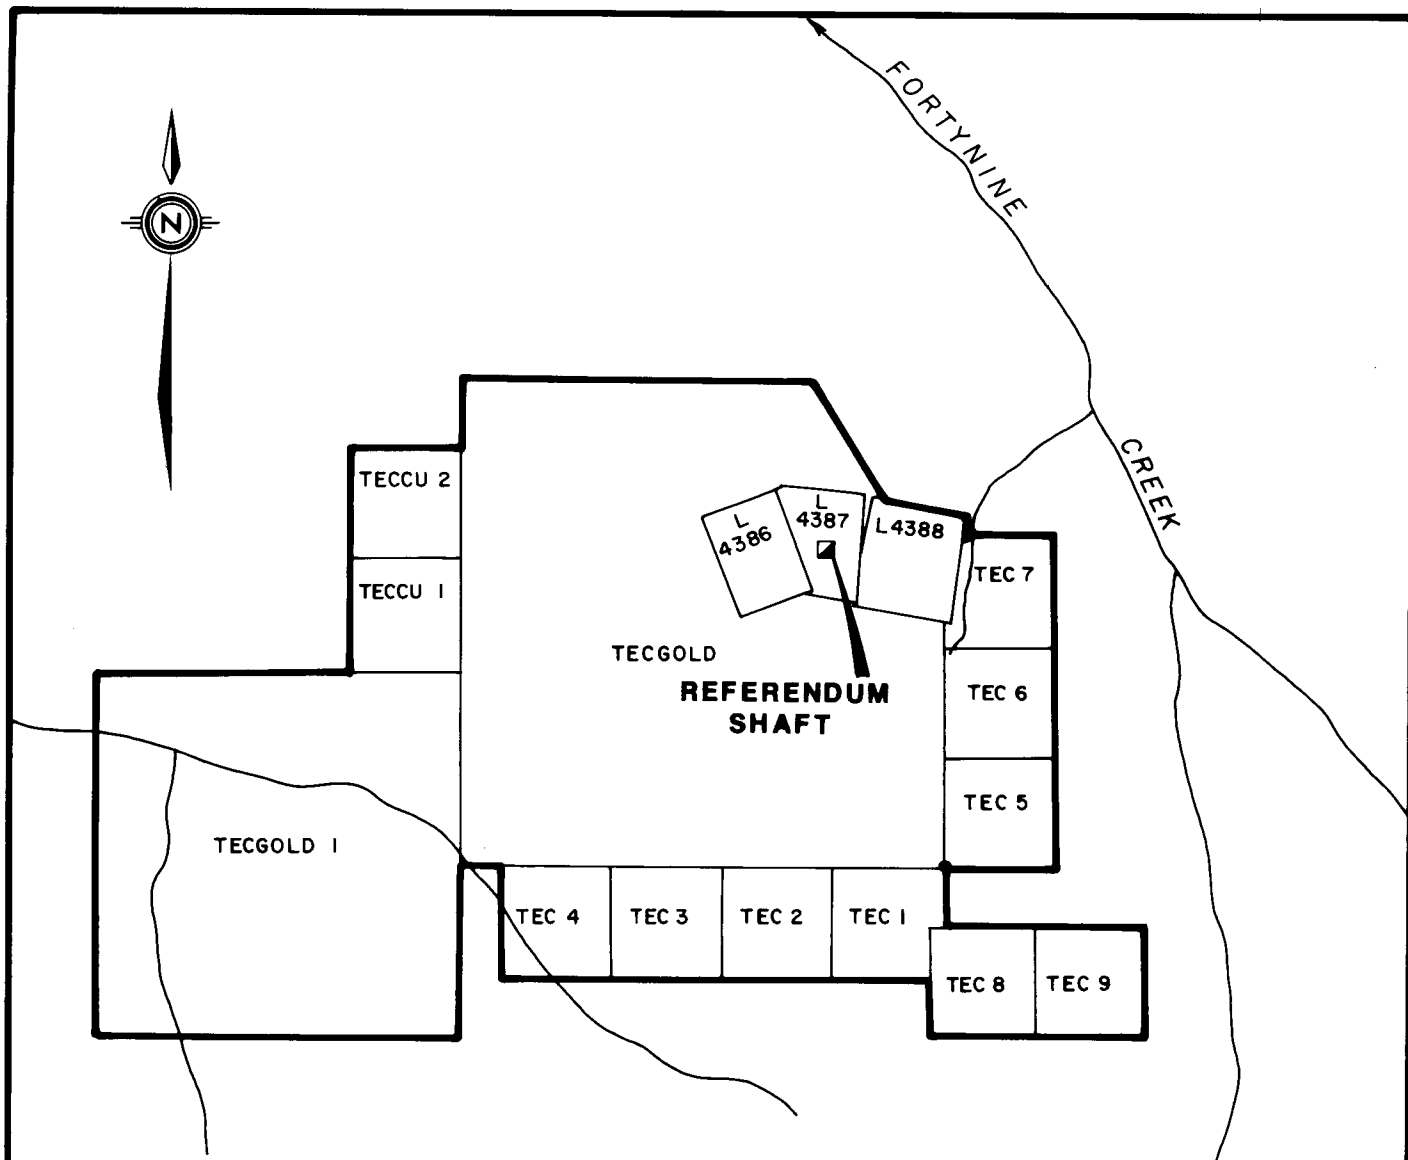 FORTYNINE
N
TECCU 2
L
4386
L
4387
L4388
CREEK
TECCU 1
TEC 7
TECGOLD
REFERENDUM
SHAFT
TEC 6
TEC 5
TECGOLD 1
TEC 4
TEC 3
TEC 2
TEC 1
TEC 8
TEC 9